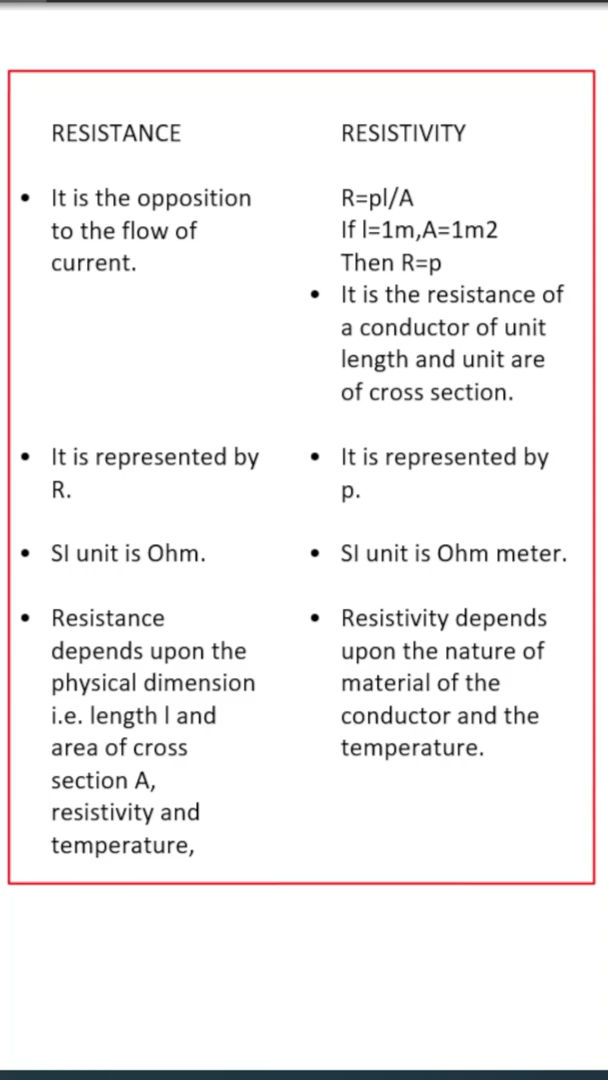 RESISTANCE
• It is the opposition
to the flow of
current.
• It is represented by
R.
• SI unit is Ohm.
• Resistance
depends upon the
physical dimension
i.e. length l and
area of cross
section A,
resistivity and
temperature,
RESISTIVITY
R=pl/A
If l=1m,A=1m2
Then R=p
• It is the resistance of
a conductor of unit
length and unit are
of cross section.
• It is represented by
p.
• SI unit is Ohm meter.
• Resistivity depends
upon the nature of
material of the
conductor and the
temperature.